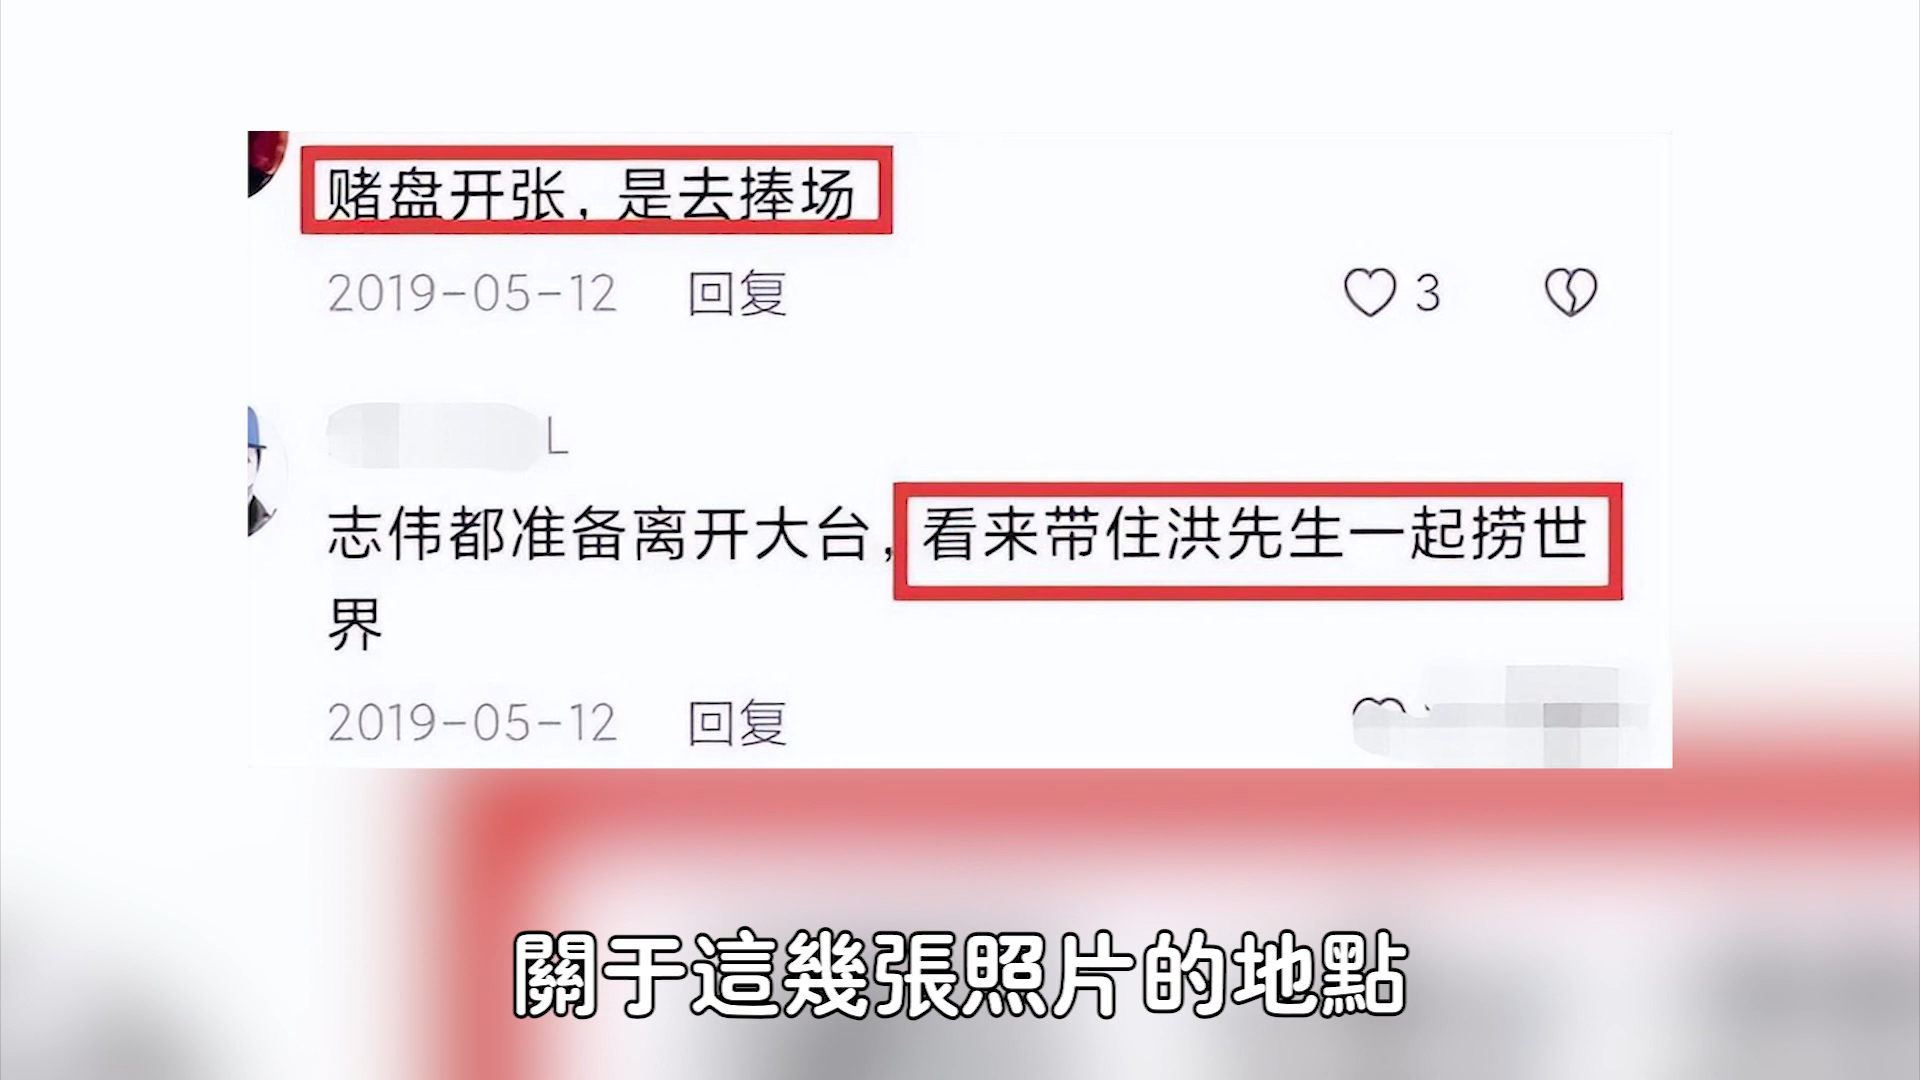 赌盘开张，是去捧场
2019-05-12 回复
3
L
志伟都准备离开大台，看来带住洪先生一起捞世
界
2019-05-12 回复
關于這幾張照片的地點